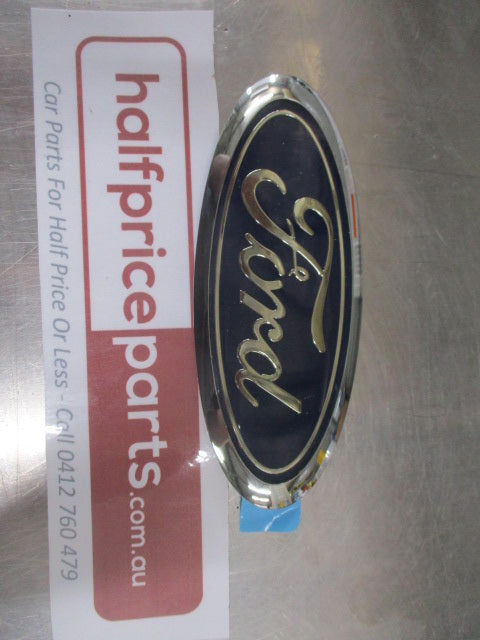 Ford
halfpriceparts.com.au
Car Parts For Half Price Or Less - Call 0412 760 479